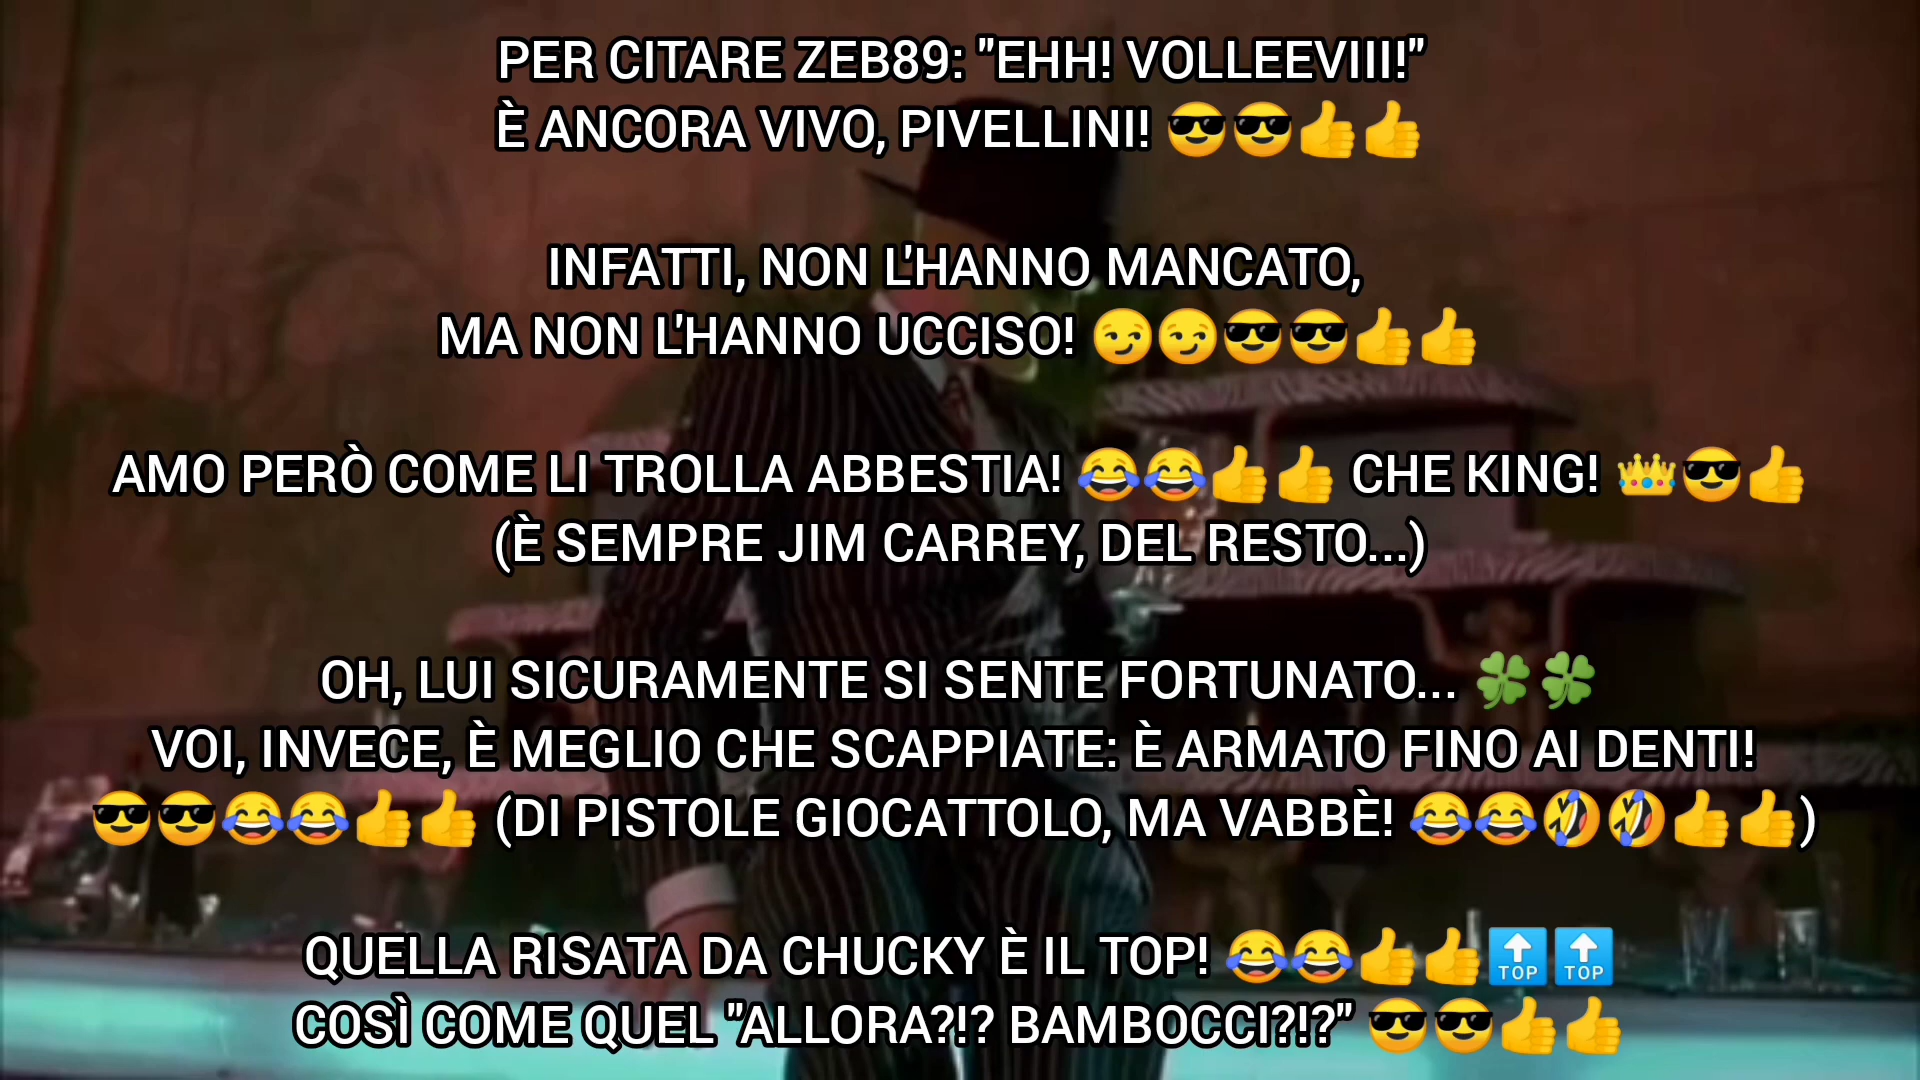 PER CITARE ZEB89: "EHH! VOLLEEVIII!"
È ANCORA VIVO, PIVELLINI! 😎😎👍👍
INFATTI, NON L'HANNO MANCATO,
MA NON L'HANNO UCCISO! 😏😏😎😎👍👍
AMO PERÒ COME LI TROLLA ABBESTIA! 😂😂👍👍 CHE KING! 👑😎👍
(È SEMPRE JIM CARREY, DEL RESTO...)
OH, LUI SICURAMENTE SI SENTE FORTUNATO... 🍀🍀
VOI, INVECE, È MEGLIO CHE SCAPPIATE: È ARMATO FINO AI DENTI!
😎😎😂😂👍👍 (DI PISTOLE GIOCATTOLO, MA VABBÈ! 😂😂🤣🤣👍👍)
QUELLA RISATA DA CHUCKY È IL TOP! 😂😂👍👍🔝🔝
COSÌ COME QUEL "ALLORA?!? BAMBOCCI?!?" 😎😎👍👍